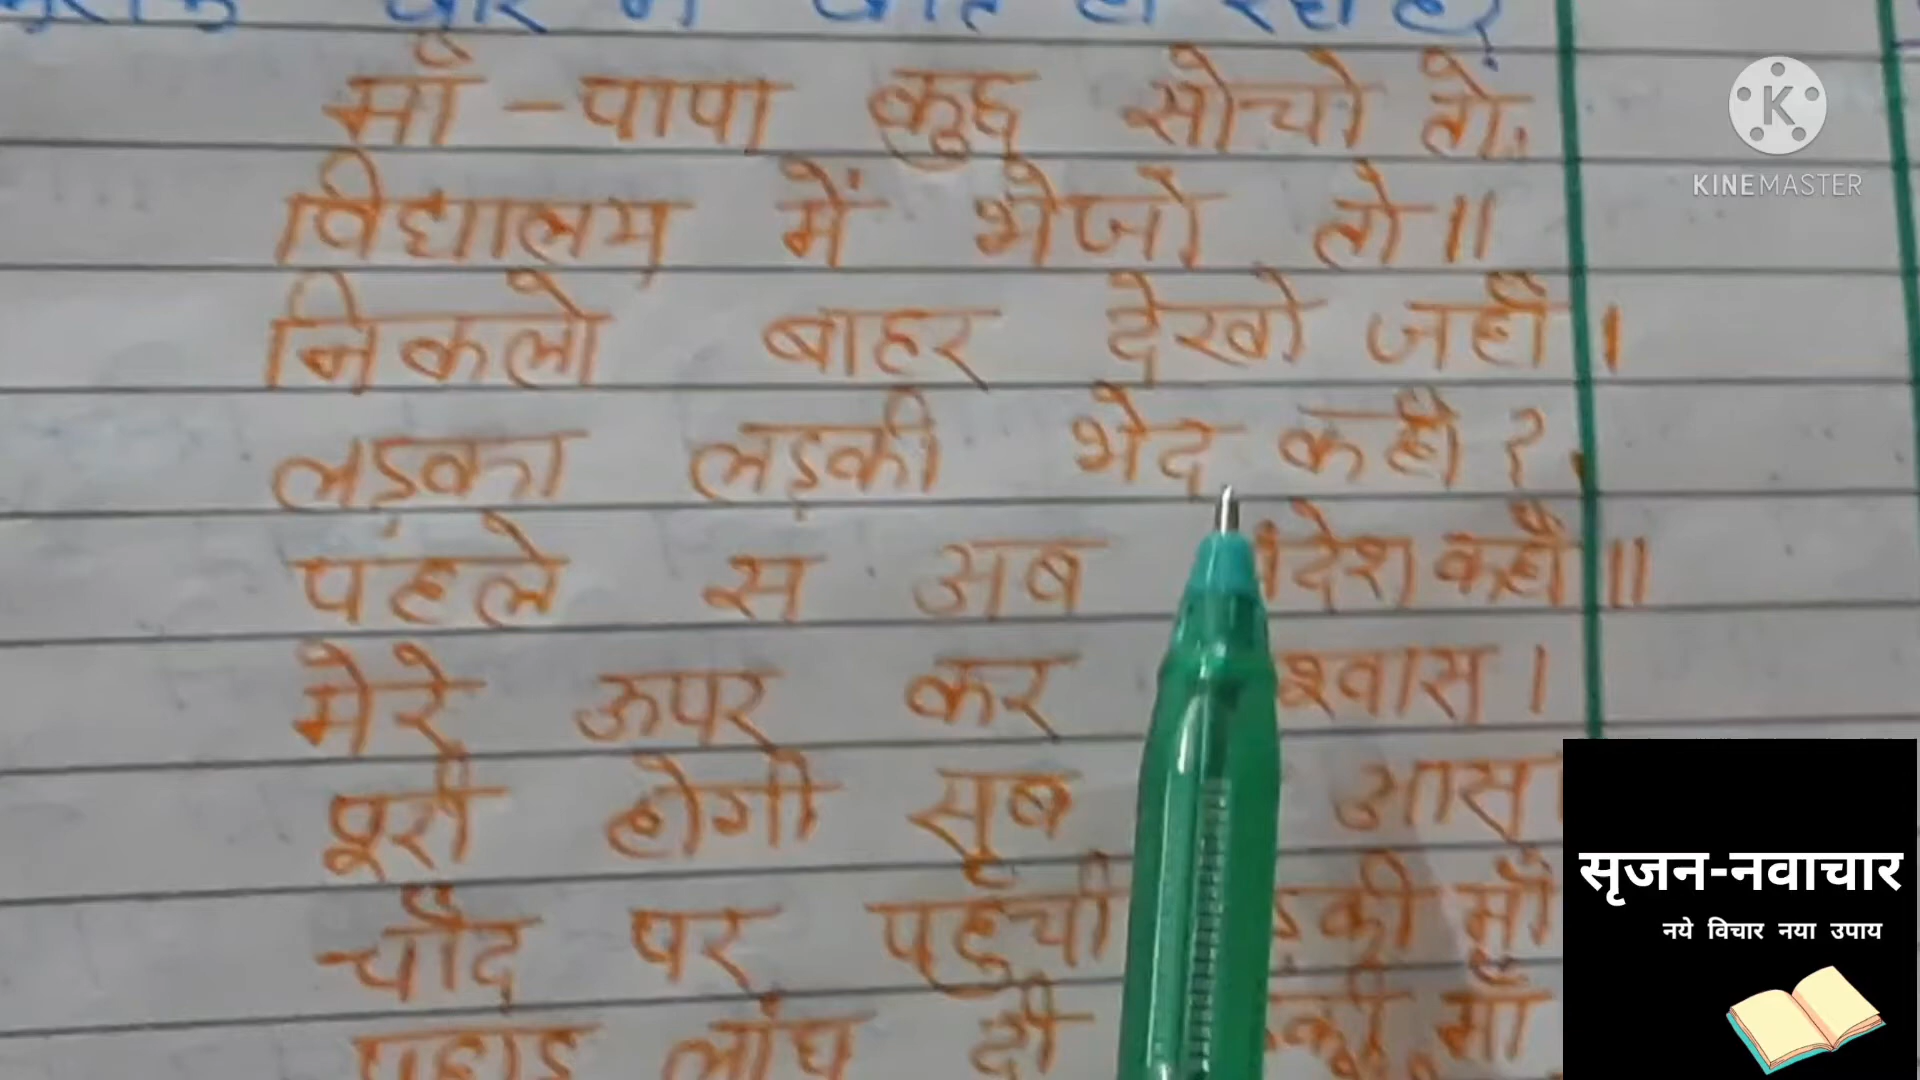 माँ - पापा कुछ सोचो तो,
विद्यालय में भेजो तो॥
निकलो बाहर देखो जहाँ।
लड़का लड़की भेद कहाँ?
पहले स अब कहाँ॥
मेरे ऊपर कर
पूरी होगी सब आस
चाँद पर पहुची माँ
पहाड़ लांघ दी माँ
K
KINEMASTER
सृजन-नवाचार
नये विचार नया उपाय